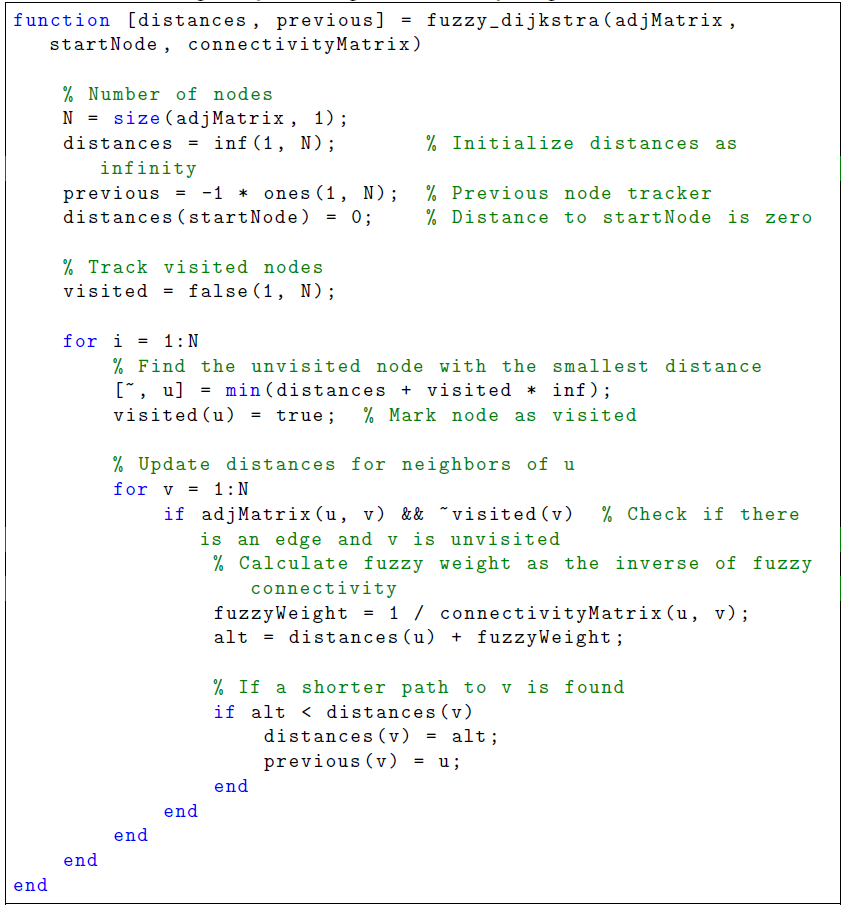 function [distances, previous] = fuzzy_dijkstra(adjMatrix,
startNode, connectivityMatrix)
% Number of nodes
N = size(adjMatrix, 1);
distances = inf(1, N);         % Initialize distances as
infinity
previous = -1 * ones(1, N);  % Previous node tracker
distances(startNode) = 0;    % Distance to startNode is zero
% Track visited nodes
visited = false(1, N);
for i = 1:N
% Find the unvisited node with the smallest distance
[~, u] = min(distances + visited * inf);
visited(u) = true;  % Mark node as visited
% Update distances for neighbors of u
for v = 1:N
if adjMatrix(u, v) && ~visited(v)  % Check if there
is an edge and v is unvisited
% Calculate fuzzy weight as the inverse of fuzzy
connectivity
fuzzyWeight = 1 / connectivityMatrix(u, v);
alt = distances(u) + fuzzyWeight;
% If a shorter path to v is found
if alt < distances(v)
distances(v) = alt;
previous(v) = u;
end
end
end
end
end